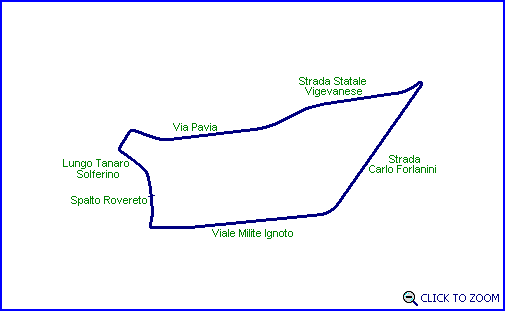 Strada Statale
Vigevanese
Via Pavia
Lungo Tanaro
Solferino
Strada
Carlo Forlanini
Spalto Rovereto
Viale Milite Ignoto
CLICK TO ZOOM